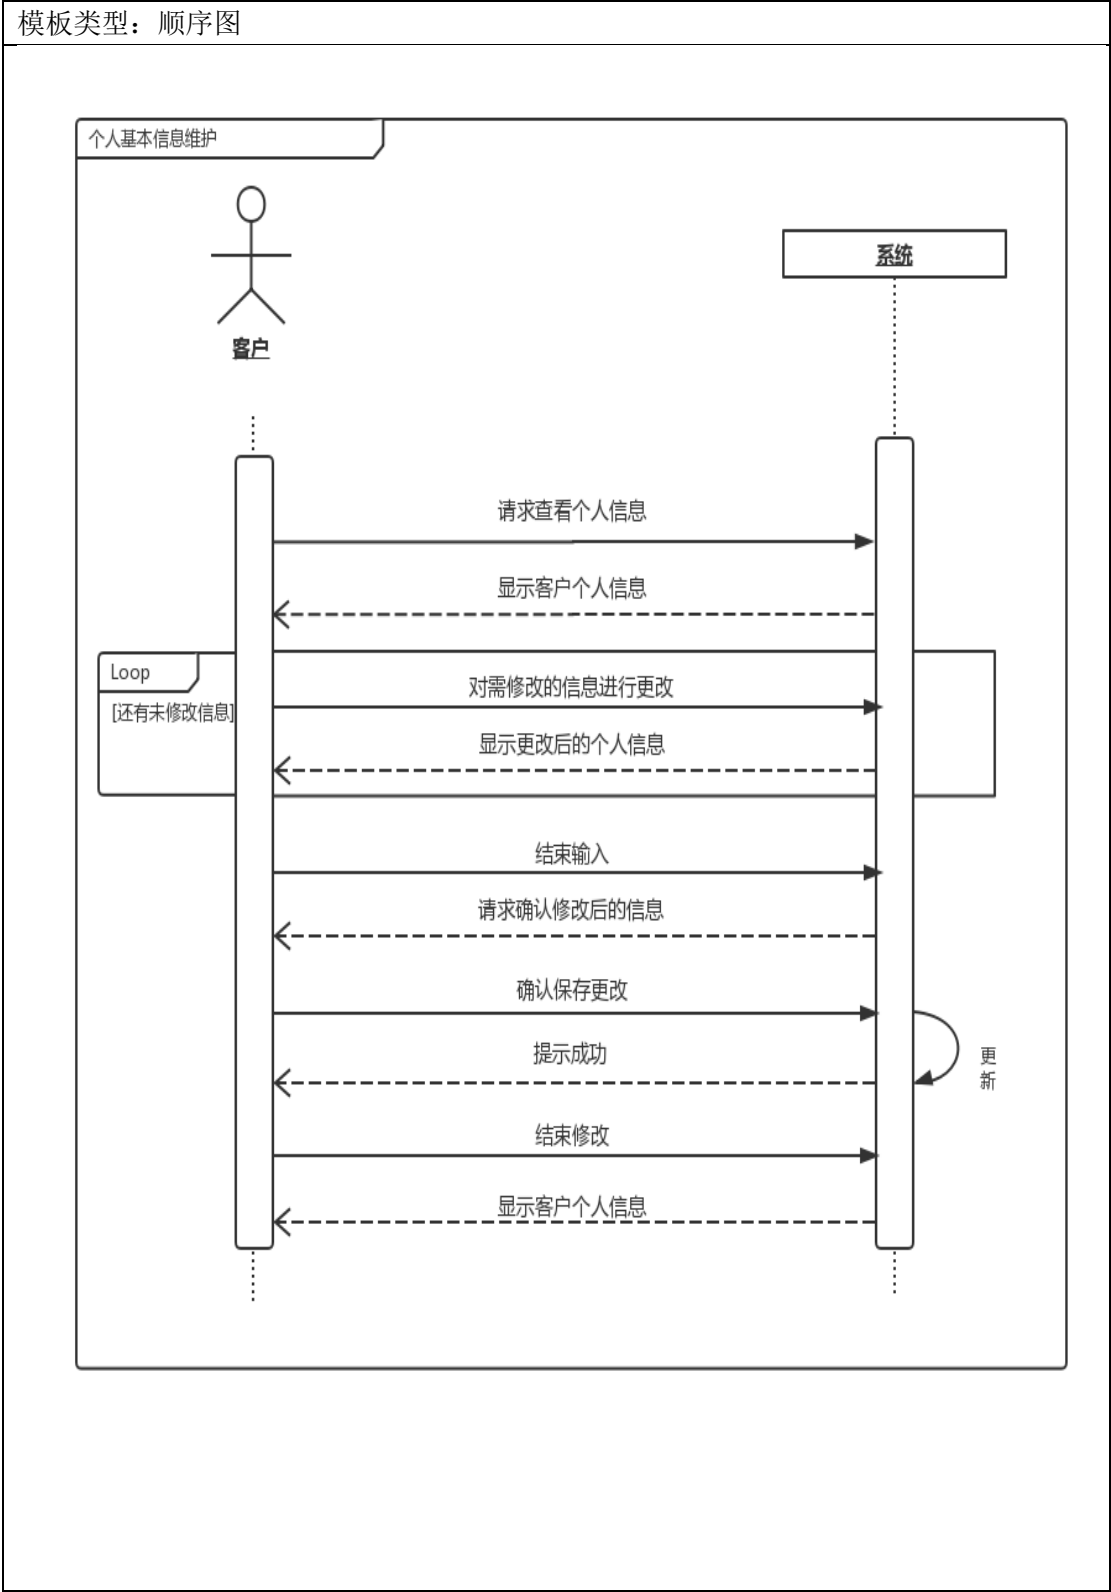 模板类型：顺序图
个人基本信息维护
系统
客户
请求查看个人信息
显示客户个人信息
Loop
[还有未修改信息]
对需修改的信息进行更改
显示更改后的个人信息
结束输入
请求确认修改后的信息
确认保存更改
提示成功
更
新
结束修改
显示客户个人信息